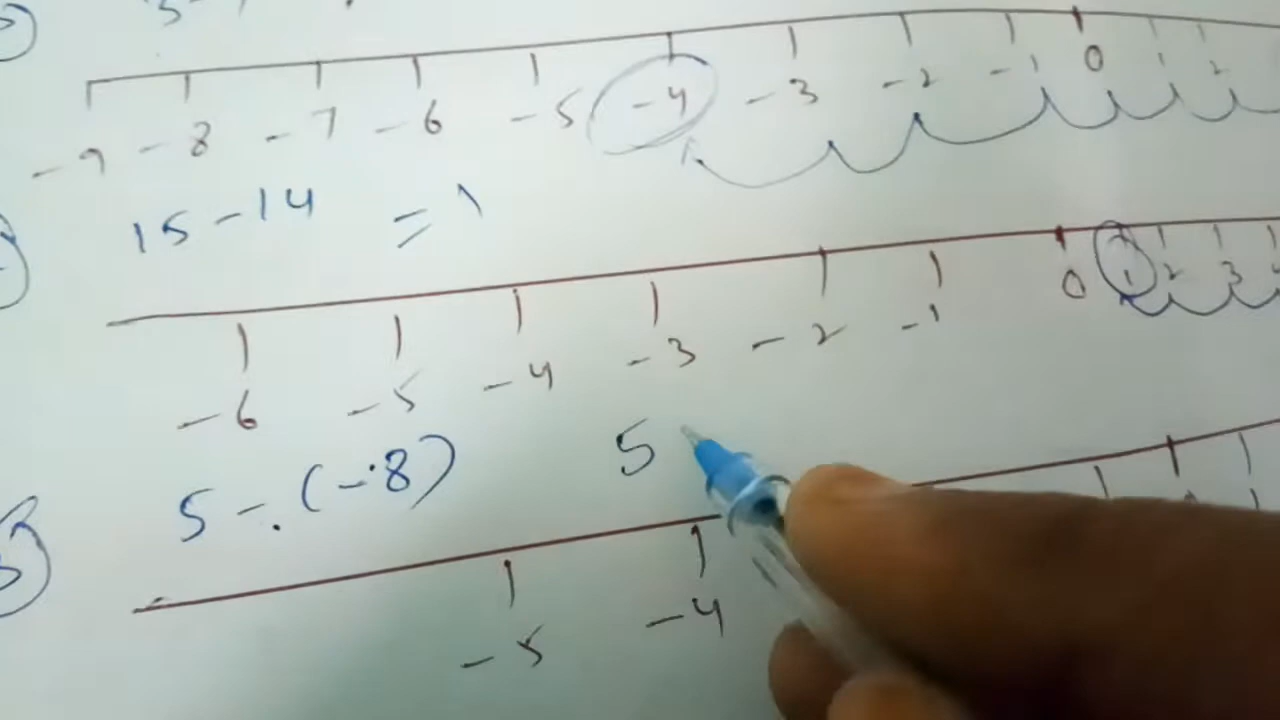 -9 -8 -7 -6 -5 -4 -3 -2 -1 0 1 2
15 - 14 = 1
-6 -5 -4 -3 -2 -1 0 1 2 3
5 - (-8) 5
-5 -4